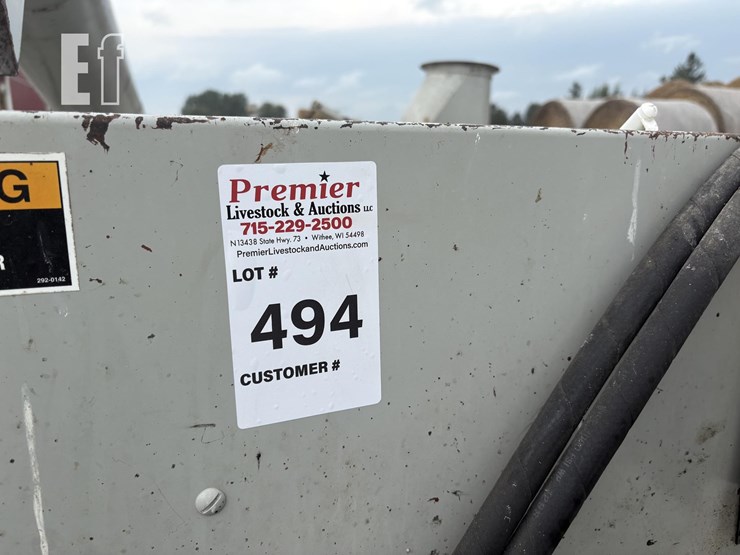 Ef
G
R
292-0142
Premier
Livestock & Auctions LLC
715-229-2500
N13438 State Hwy. 73 • Withee, WI 54498
PremierLivestockandAuctions.com
LOT #
494
CUSTOMER #